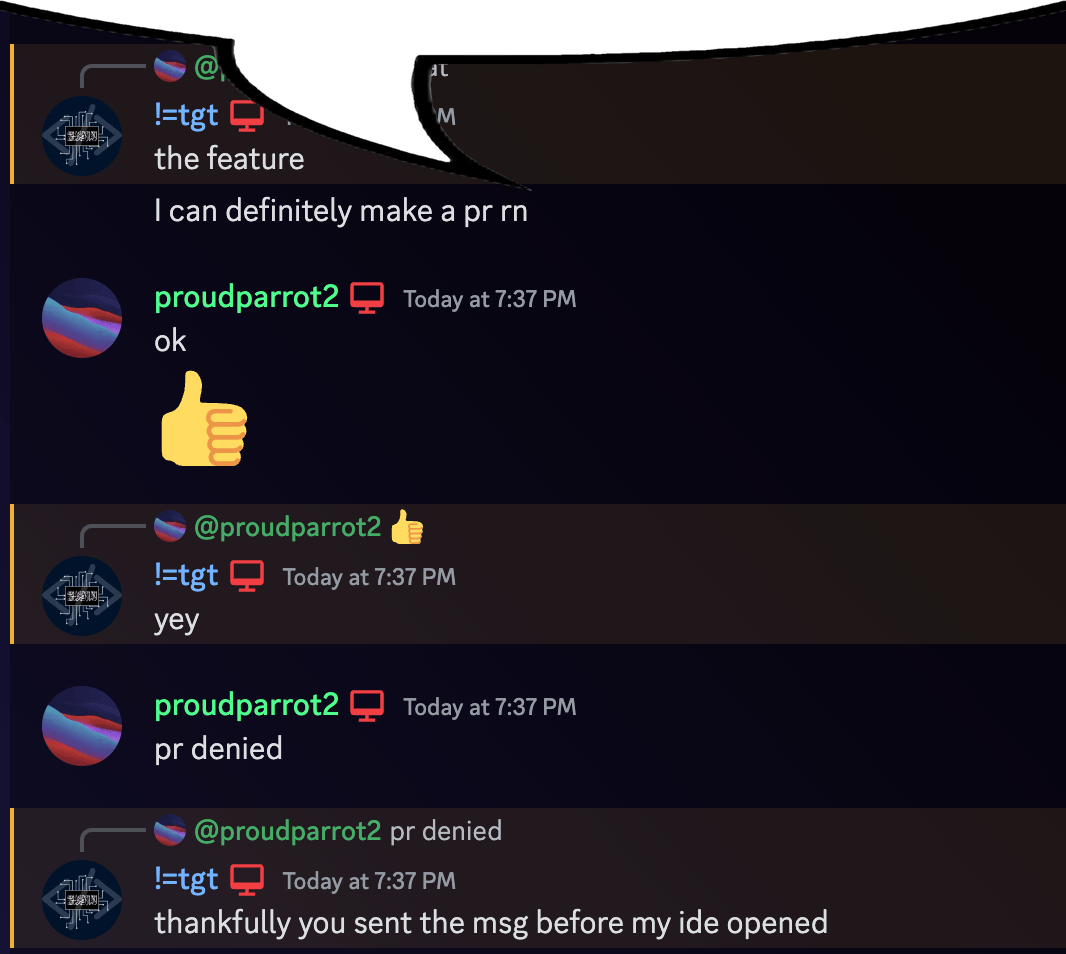 !=tgt
the feature
I can definitely make a pr rn
proudparrot2 Today at 7:37 PM
ok
@proudparrot2
!=tgt Today at 7:37 PM
yey
proudparrot2 Today at 7:37 PM
pr denied
@proudparrot2 pr denied
!=tgt Today at 7:37 PM
thankfully you sent the msg before my ide opened